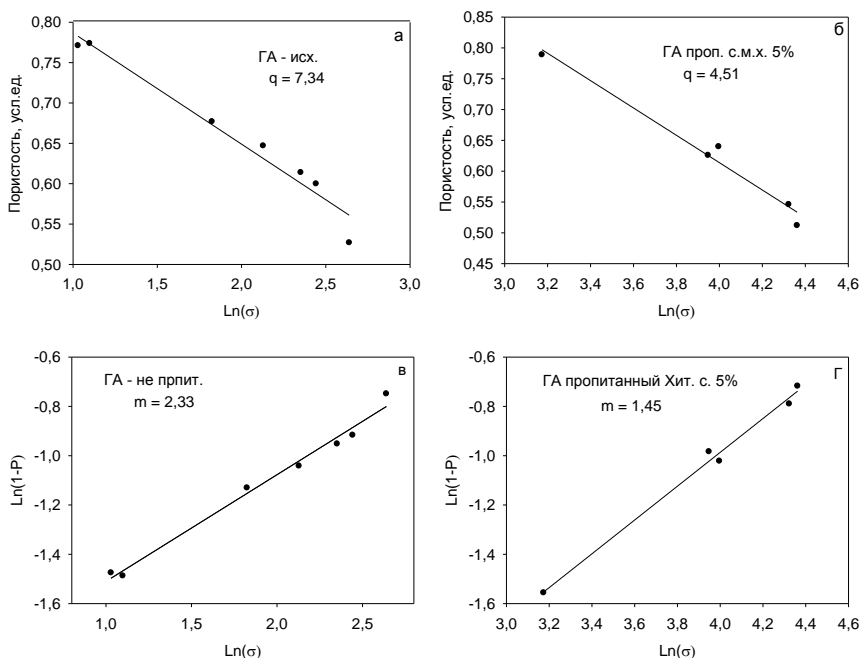 а
ГА - исх.
q = 7,34
Пористость, усл.ед.
0,80
0,75
0,70
0,65
0,60
0,55
0,50
1,0 1,5 2,0 2,5 3,0
Ln(σ)
б
ГА проп. с.м.х. 5%
q = 4,51
Пористость, усл.ед.
0,85
0,80
0,75
0,70
0,65
0,60
0,55
0,50
0,45
3,0 3,2 3,4 3,6 3,8 4,0 4,2 4,4 4,6
Ln(σ)
в
ГА - не прпит.
m = 2,33
Ln(1-P)
-0,6
-0,8
-1,0
-1,2
-1,4
-1,6
1,0 1,5 2,0 2,5
Ln(σ)
Г
ГА пропитанный Хит. с. 5%
m = 1,45
Ln(1-P)
-0,6
-0,8
-1,0
-1,2
-1,4
-1,6
3,0 3,2 3,4 3,6 3,8 4,0 4,2 4,4 4,6
Ln(σ)